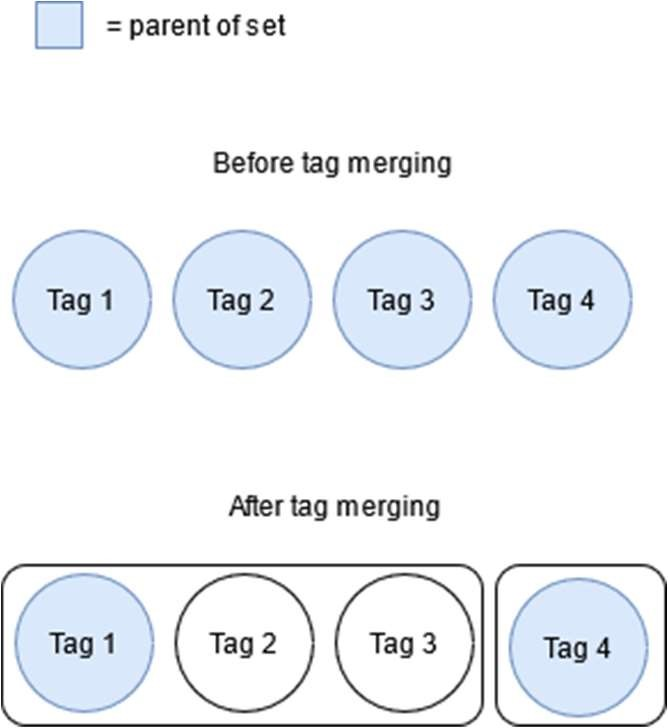 = parent of set
Before tag merging
Tag 1 Tag 2 Tag 3 Tag 4
After tag merging
Tag 1 Tag 2 Tag 3 Tag 4